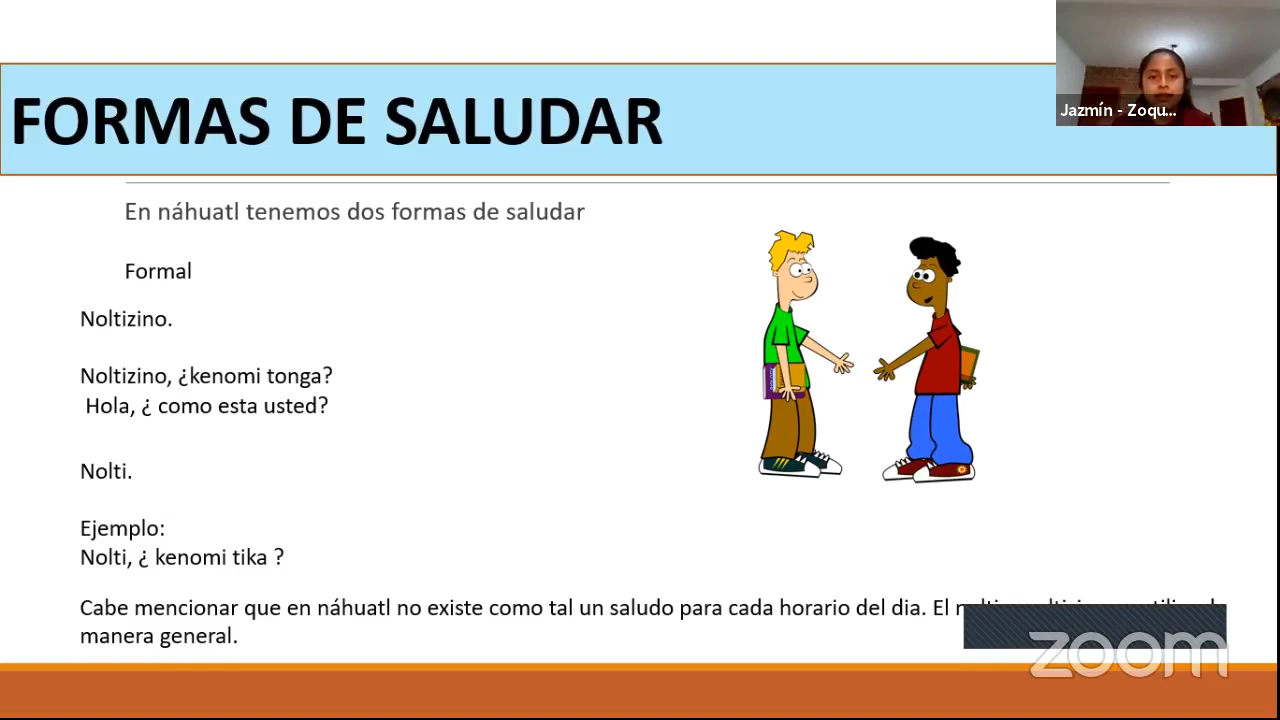 FORMAS DE SALUDAR
Jazmín - Zoqu...
En náhuatl tenemos dos formas de saludar
Formal
Noltizino.
Noltizino, ¿kenomi tonga?
Hola, ¿ como esta usted?
Nolti.
Ejemplo:
Nolti, ¿ kenomi tika ?
Cabe mencionar que en náhuatl no existe como tal un saludo para cada horario del dia. El
manera general.
zoom